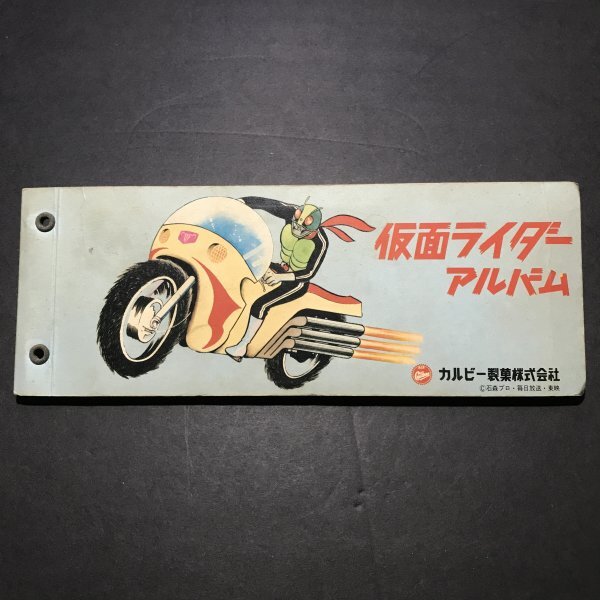 仮面ライダー
アルバム
カルビー製菓株式会社
©石森プロ・毎日放送・東映